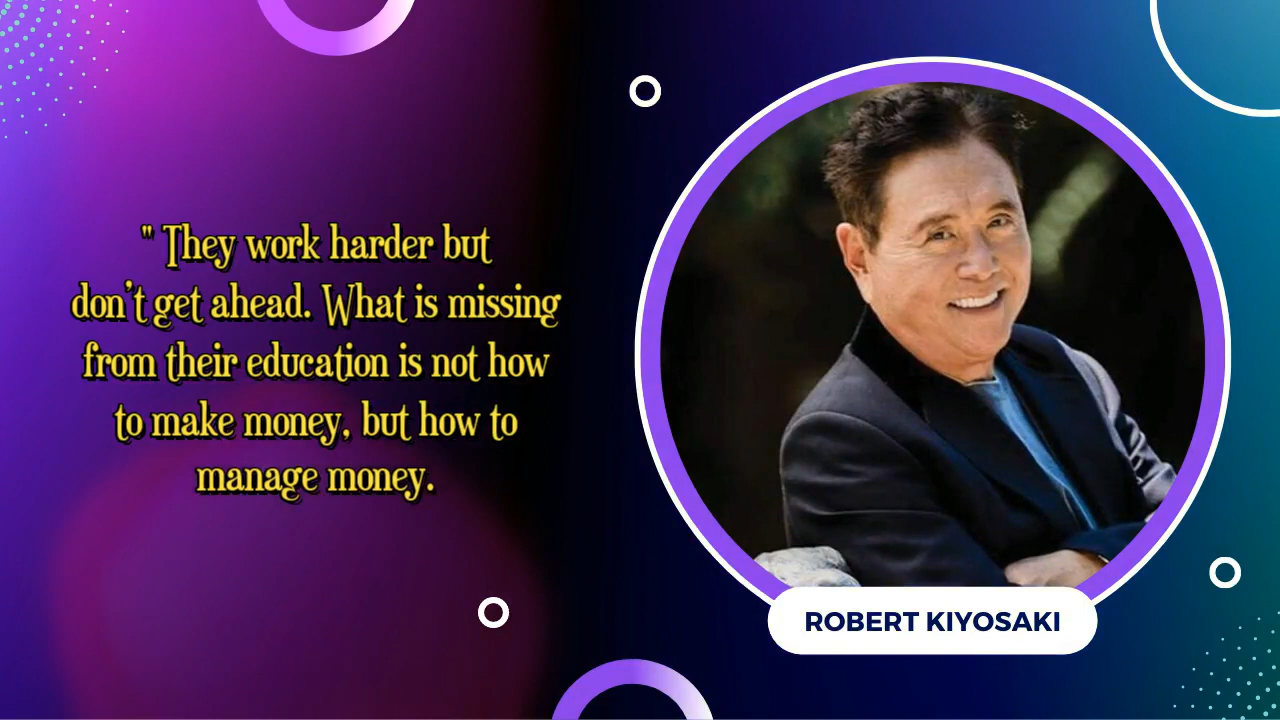 " They work harder but
don't get ahead. What is missing
from their education is not how
to make money, but how to
manage money.
ROBERT KIYOSAKI